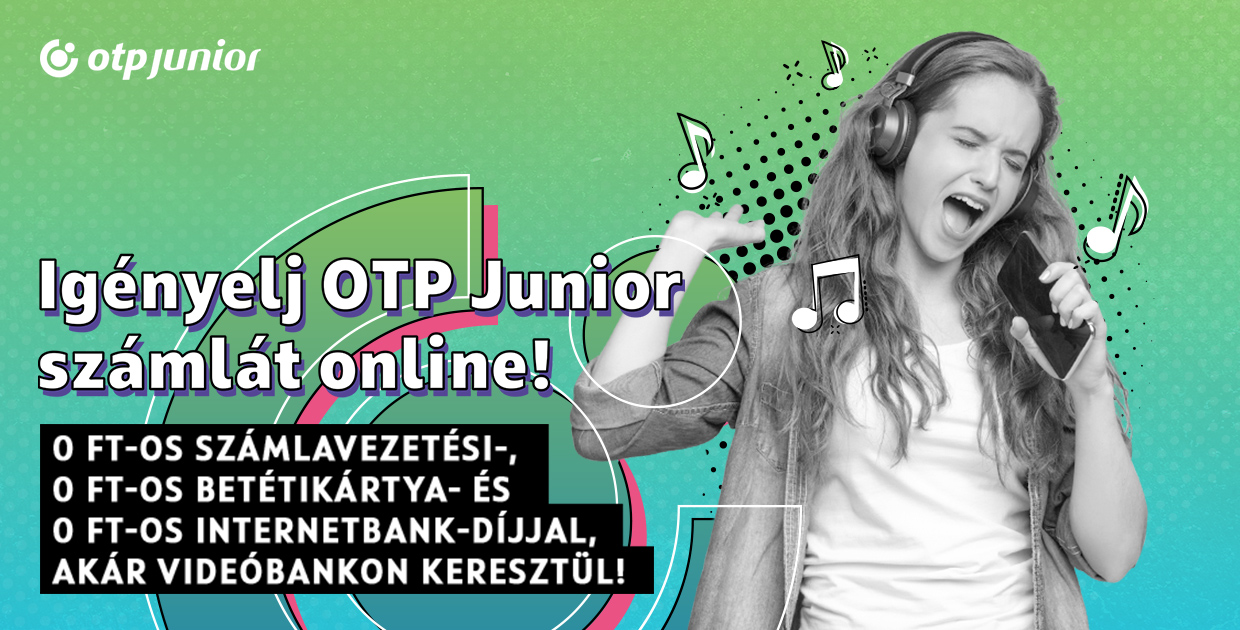 otp junior
Igényelj OTP Junior
számlát online!
0 FT-OS SZÁMLAVEZETÉSI-,
0 FT-OS BETÉTIKÁRTYA- ÉS
0 FT-OS INTERNETBANK-DÍJJAL,
AKÁR VIDEÓBANKON KERESZTÜL!